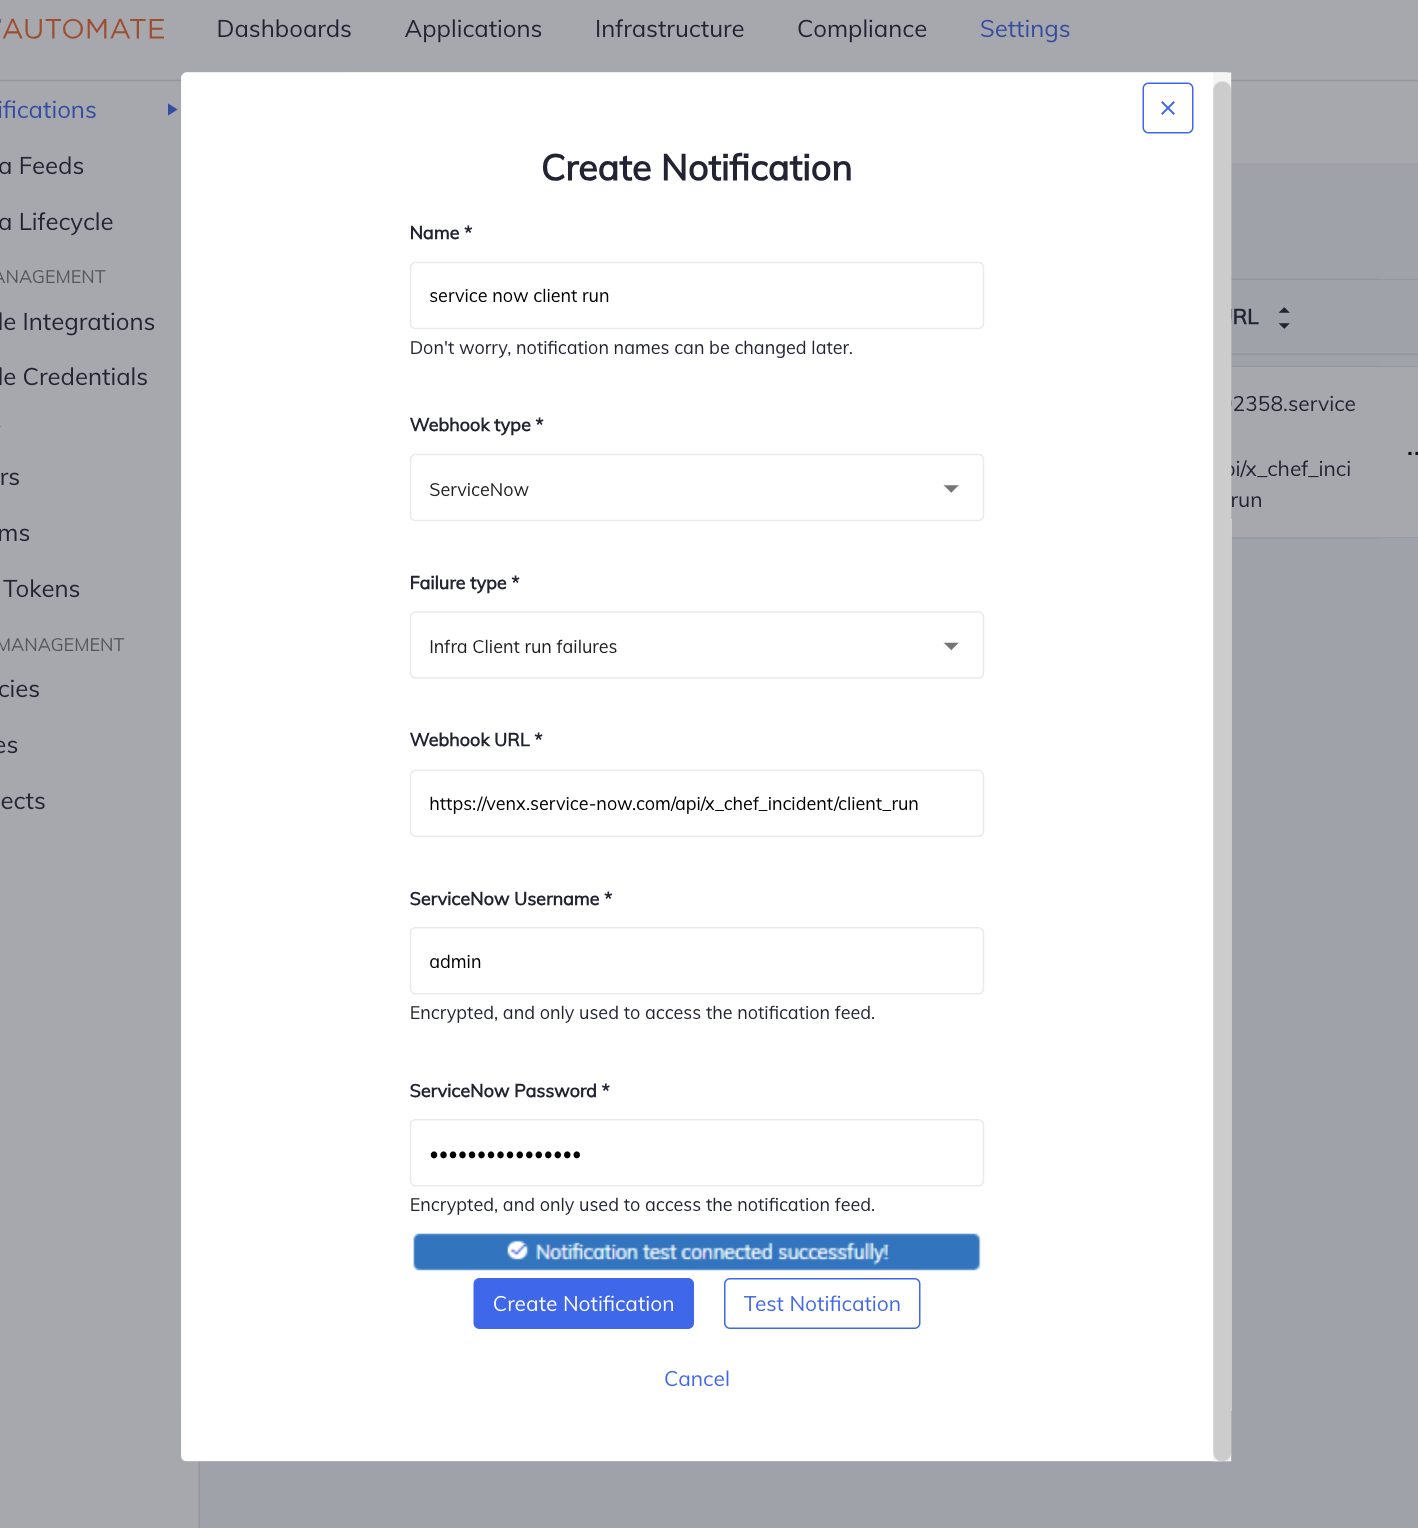 AUTOMATE Dashboards Applications Infrastructure Compliance Settings
Create Notification
Name *
service now client run
Don't worry, notification names can be changed later.
Webhook type *
ServiceNow
Failure type *
Infra Client run failures
Webhook URL *
https://venx.service-now.com/api/x_chef_incident/client_run
ServiceNow Username *
admin
Encrypted, and only used to access the notification feed.
ServiceNow Password *
••••••••••••••••
Encrypted, and only used to access the notification feed.
Notification test connected successfully!
Create Notification Test Notification
Cancel
ifications
a Feeds
a Lifecycle
ANAGEMENT
le Integrations
le Credentials
rs
ms
Tokens
MANAGEMENT
cies
es
ects
RL
2358.service
pi/x_chef_inci
run